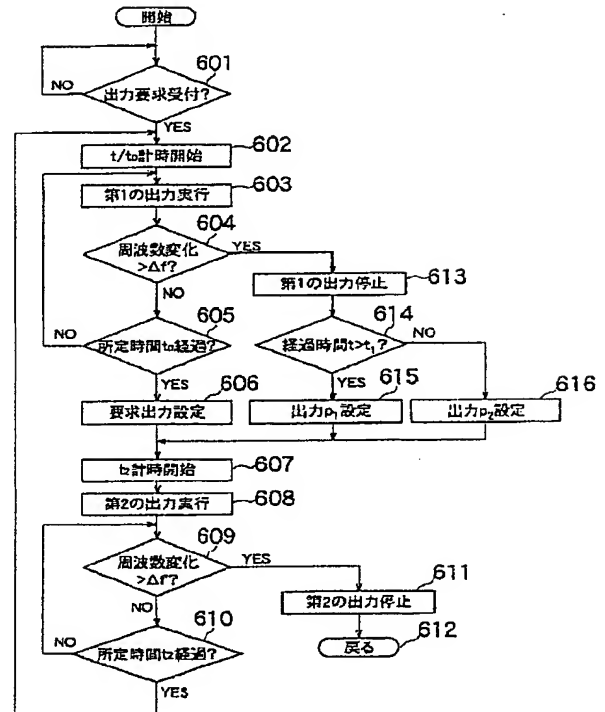 開始
601
出力要求受付?
NO
YES
t/t₀計時開始
602
第1の出力実行
603
604
周波数変化
>Δf?
YES
NO
第1の出力停止
613
605
所定時間t₀経過?
NO
YES
614
経過時間t>t₁?
NO
YES
606
要求出力設定
615
出力p₁設定
616
出力p₂設定
t₂計時開始
607
第2の出力実行
608
609
周波数変化
>Δf?
YES
NO
611
第2の出力停止
610
所定時間t₂経過?
NO
YES
戻る
612